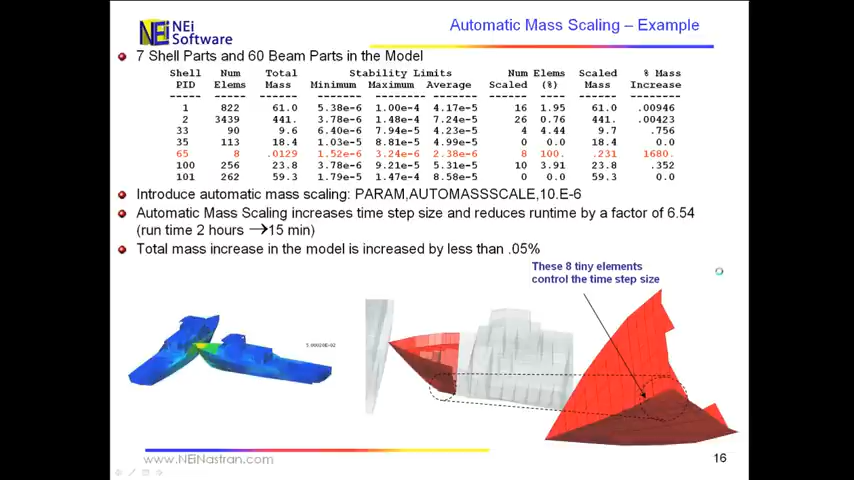 NEi
Software
Automatic Mass Scaling – Example
7 Shell Parts and 60 Beam Parts in the Model
Shell Num Total Stability Limits Num Elems Scaled % Mass
PID Elems Mass Minimum Maximum Average Scaled (%) Mass Increase
----- ----- ------ ------- ------- ------- ------ ----- ------ --------
1 822 61.0 5.38e-6 1.00e-4 4.17e-5 16 1.95 61.0 .00946
2 3439 441. 3.78e-6 1.48e-4 7.24e-5 26 0.76 441. .00423
33 90 9.6 6.40e-6 7.94e-5 4.23e-5 4 4.44 9.7 .756
35 113 18.4 1.03e-5 8.81e-5 4.99e-5 0 0.0 18.4 0.0
65 8 .0129 1.52e-6 3.24e-6 2.38e-6 8 100. .231 1680.
100 256 23.8 3.78e-6 9.21e-5 5.31e-5 10 3.91 23.8 .352
101 262 59.3 1.79e-5 1.47e-4 8.58e-5 0 0.0 59.3 0.0
Introduce automatic mass scaling: PARAM,AUTOMASSSCALE,10.E-6
Automatic Mass Scaling increases time step size and reduces runtime by a factor of 6.54
(run time 2 hours →15 min)
Total mass increase in the model is increased by less than .05%
These 8 tiny elements
control the time step size
www.NEiNastran.com
16